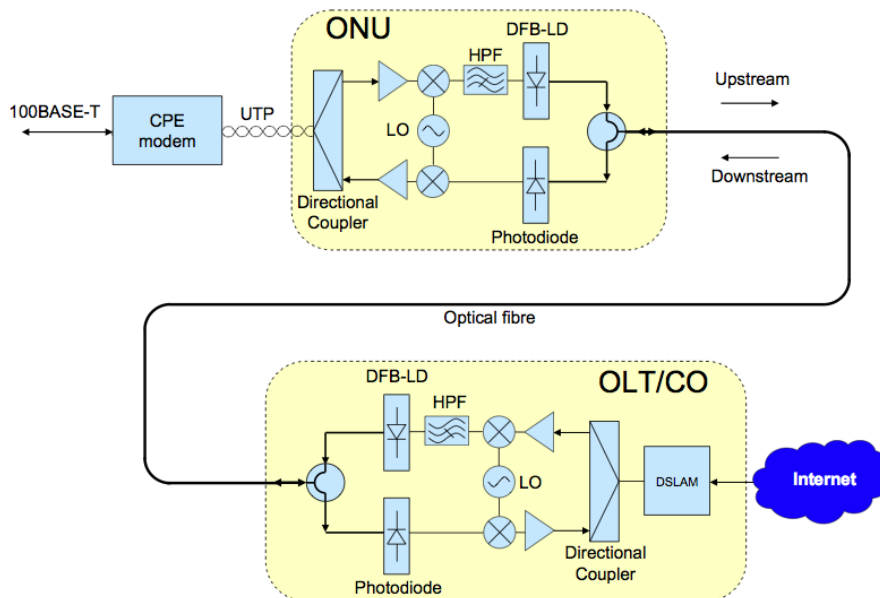 ONU
DFB-LD
HPF
Upstream
100BASE-T
CPE
modem
UTP
LO
Downstream
Directional
Coupler
Photodiode
Optical fibre
DFB-LD
OLT/CO
HPF
LO
DSLAM
Internet
Directional
Coupler
Photodiode